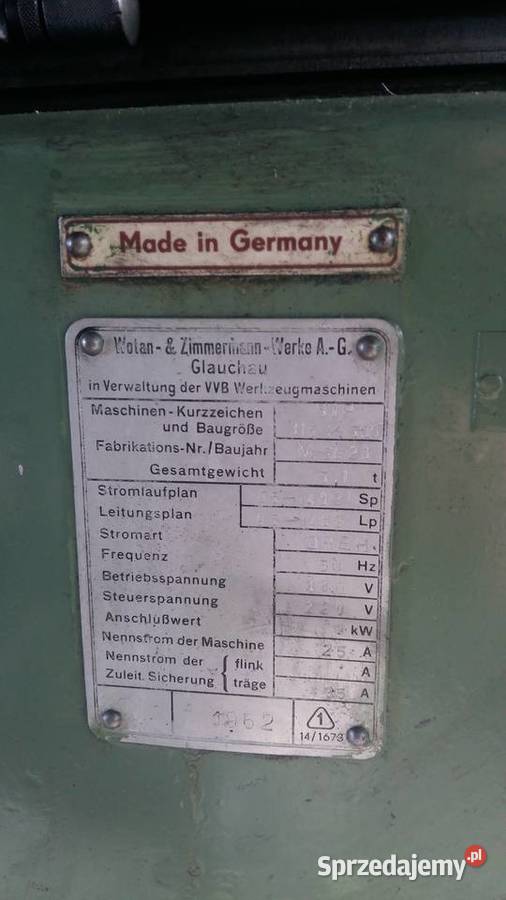 Made in Germany
Wotan- & Zimmermann-Werke A.-G.
Glauchau
in Verwaltung der VVB Werkzeugmaschinen
Maschinen-Kurzzeichen
und Baugröße
Fabrikations-Nr./Baujahr
Gesamtgewicht t
Stromlaufplan Sp
Leitungsplan Lp
Stromart
Frequenz 50 Hz
Betriebsspannung V
Steuerspannung 220 V
Anschlußwert kW
Nennstrom der Maschine 25 A
Nennstrom der flink A
Zuleit. Sicherung träge 35 A
1962
1
14/1673
Sprzedajemy.pl